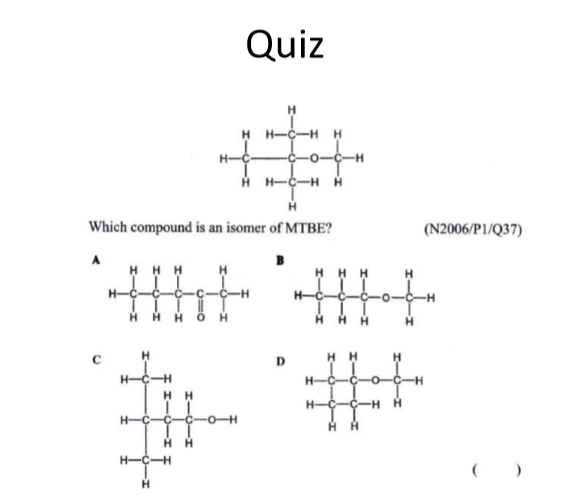 Quiz
H
H H–C–H H
H–C C–O–C–H
H H–C–H H
H
Which compound is an isomer of MTBE? (N2006/P1/Q37)
A
H H H H
H–C–C–C–C–C–H
H H H O H
B
H H H H
H–C–C–C–O–C–H
H H H H
C
H
H–C–H
H H
H–C–C–C–O–H
H H
H–C–H
H
D
H H H
H–C–C–O–C–H
H–C–C–H H
H H
( )